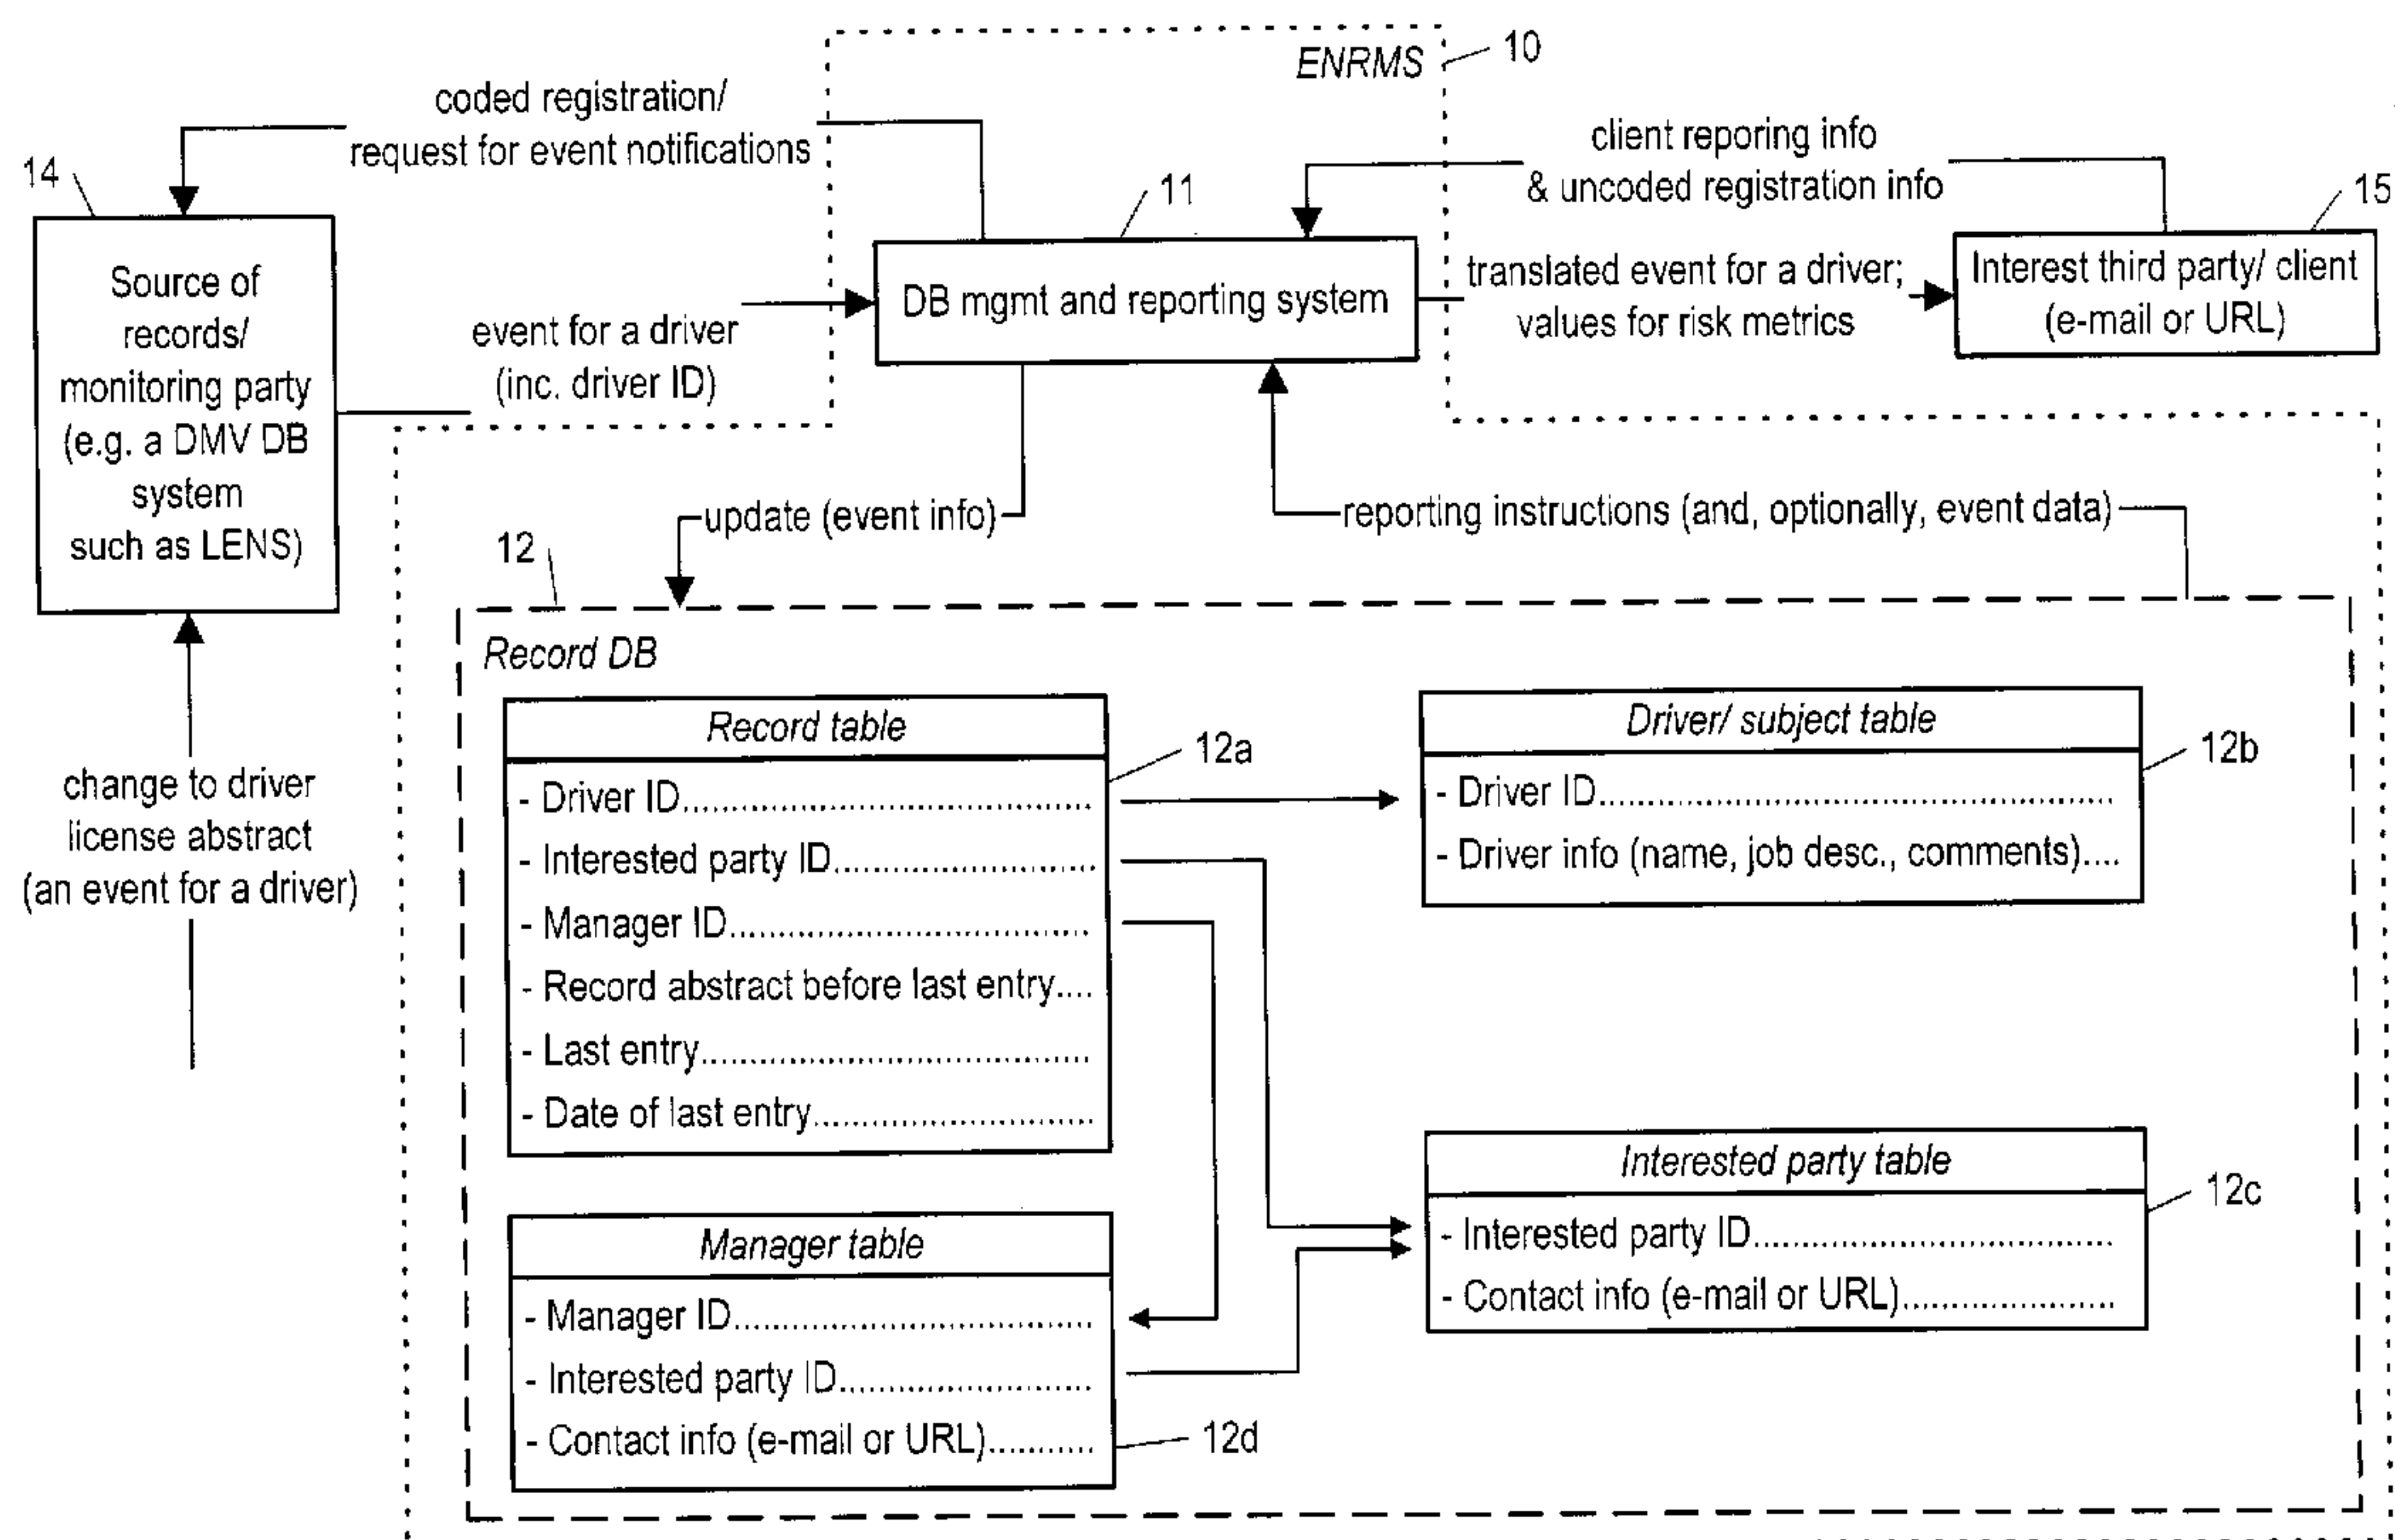 ENRMS
10
coded registration/
request for event notifications
client reporing info
& uncoded registration info
14
11
15
Source of
records/
monitoring party
(e.g. a DMV DB
system
such as LENS)
event for a driver
(inc. driver ID)
DB mgmt and reporting system
translated event for a driver;
values for risk metrics
Interest third party/ client
(e-mail or URL)
update (event info)
reporting instructions (and, optionally, event data)
12
Record DB
change to driver
license abstract
(an event for a driver)
Record table
12a
- Driver ID
- Interested party ID
- Manager ID
- Record abstract before last entry....
- Last entry
- Date of last entry
Driver/ subject table
12b
- Driver ID
- Driver info (name, job desc., comments)....
Interested party table
12c
- Interested party ID
- Contact info (e-mail or URL)
Manager table
- Manager ID
- Interested party ID
- Contact info (e-mail or URL)
12d